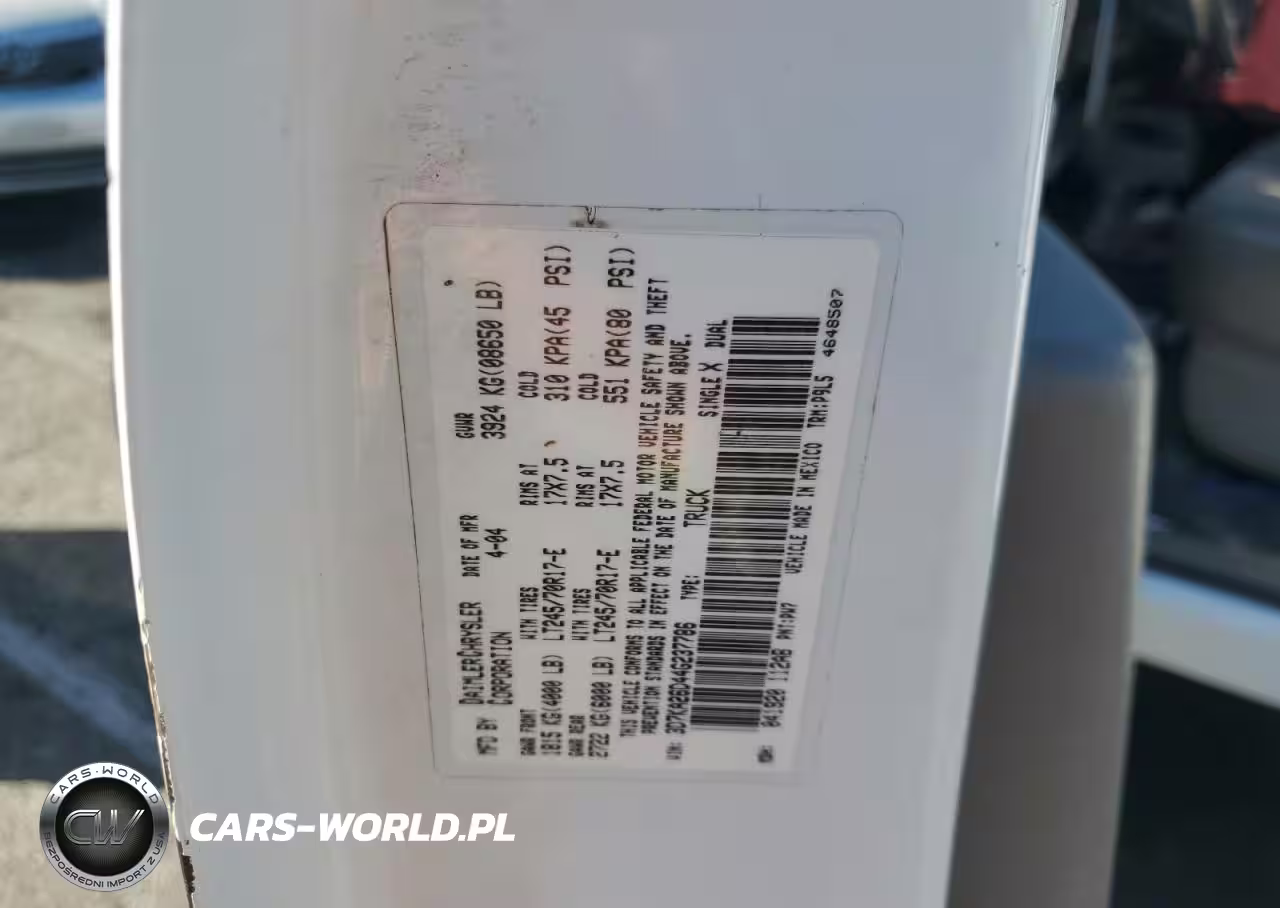 MFD BY DAIMLERCHRYSLER CORPORATION DATE OF MFR 4-04 GVWR 3924 KG(08650 LB)
GAWR FRONT WITH TIRES RIMS AT COLD
1815 KG(4000 LB) LT245/70R17-E 17X7.5 310 KPA(45 PSI)
GAWR REAR WITH TIRES RIMS AT COLD
2722 KG(6000 LB) LT245/70R17-E 17X7.5 551 KPA(80 PSI)
THIS VEHICLE CONFORMS TO ALL APPLICABLE FEDERAL MOTOR VEHICLE SAFETY AND THEFT
PREVENTION STANDARDS IN EFFECT ON THE DATE OF MANUFACTURE SHOWN ABOVE.
VIN: 3D7KA26D44G237786 TYPE: TRUCK SINGLE X DUAL
041920 112AB PNT:PW7 VEHICLE MADE IN MEXICO TRM:P9L5 4648507
CARS-WORLD
CW
BEZPOŚREDNI IMPORT Z USA
CARS-WORLD.PL